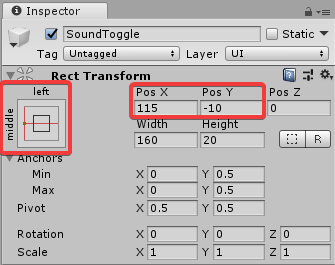 Inspector
SoundToggle Static
Tag Untagged Layer UI
Rect Transform
left
middle
Pos X Pos Y Pos Z
115 -10 0
Width Height
160 20
R
Anchors
Min X 0 Y 0.5
Max X 0 Y 0.5
Pivot X 0.5 Y 0.5
Rotation X 0 Y 0 Z 0
Scale X 1 Y 1 Z 1